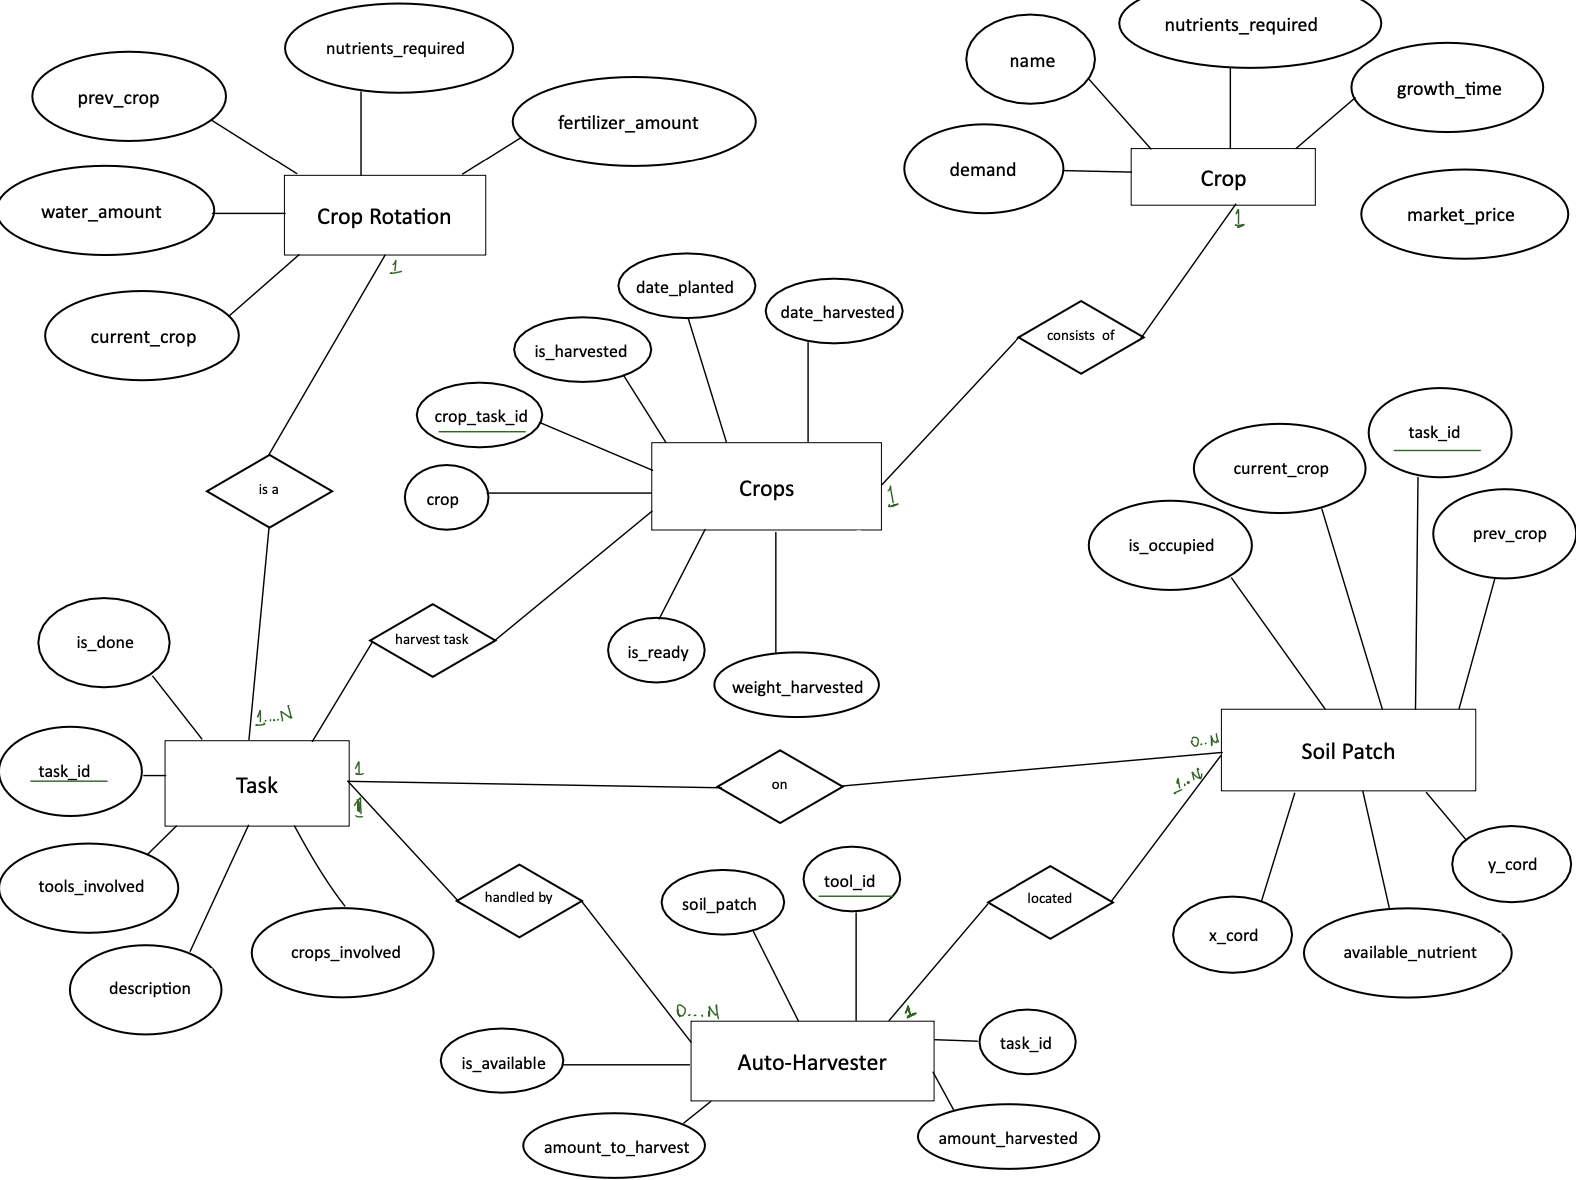 nutrients_required
prev_crop
fertilizer_amount
water_amount
Crop Rotation
1
current_crop
nutrients_required
name
growth_time
demand
Crop
1
market_price
date_planted
date_harvested
is_harvested
consists of
crop_task_id
crop
Crops
1
is_ready
weight_harvested
is a
harvest task
is_done
1....N
task_id
Task
1
1
tools_involved
description
crops_involved
on
handled by
task_id
current_crop
is_occupied
prev_crop
0..N
Soil Patch
1..N
y_cord
x_cord
available_nutrient
located
soil_patch
tool_id
0...N
1
is_available
Auto-Harvester
task_id
amount_to_harvest
amount_harvested